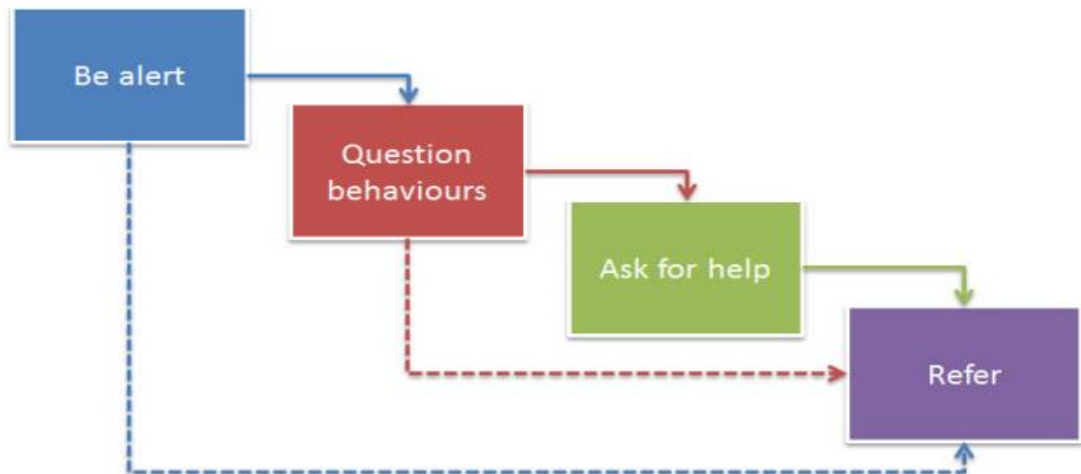 Be alert
Question
behaviours
Ask for help
Refer